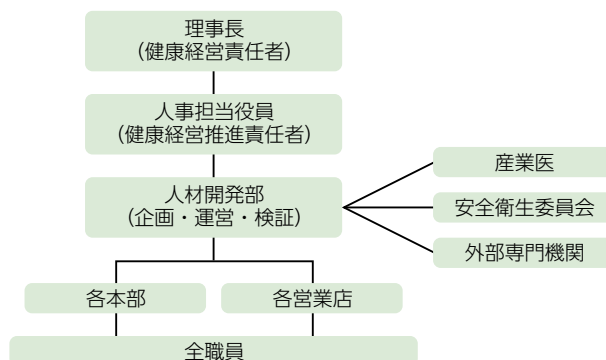 理事長
（健康経営責任者）
人事担当役員
（健康経営推進責任者）
人材開発部
（企画・運営・検証）
産業医
安全衛生委員会
外部専門機関
各本部
各営業店
全職員